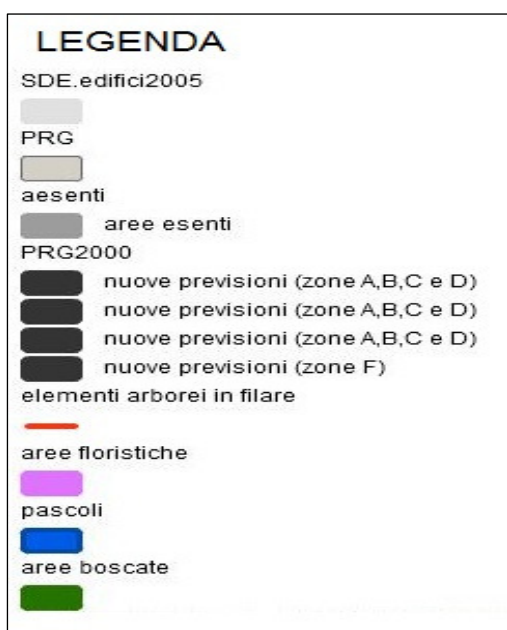 LEGENDA
SDE.edifici2005
PRG
aesenti
aree esenti
PRG2000
nuove previsioni (zone A,B,C e D)
nuove previsioni (zone A,B,C e D)
nuove previsioni (zone A,B,C e D)
nuove previsioni (zone F)
elementi arborei in filare
aree floristiche
pascoli
aree boscate